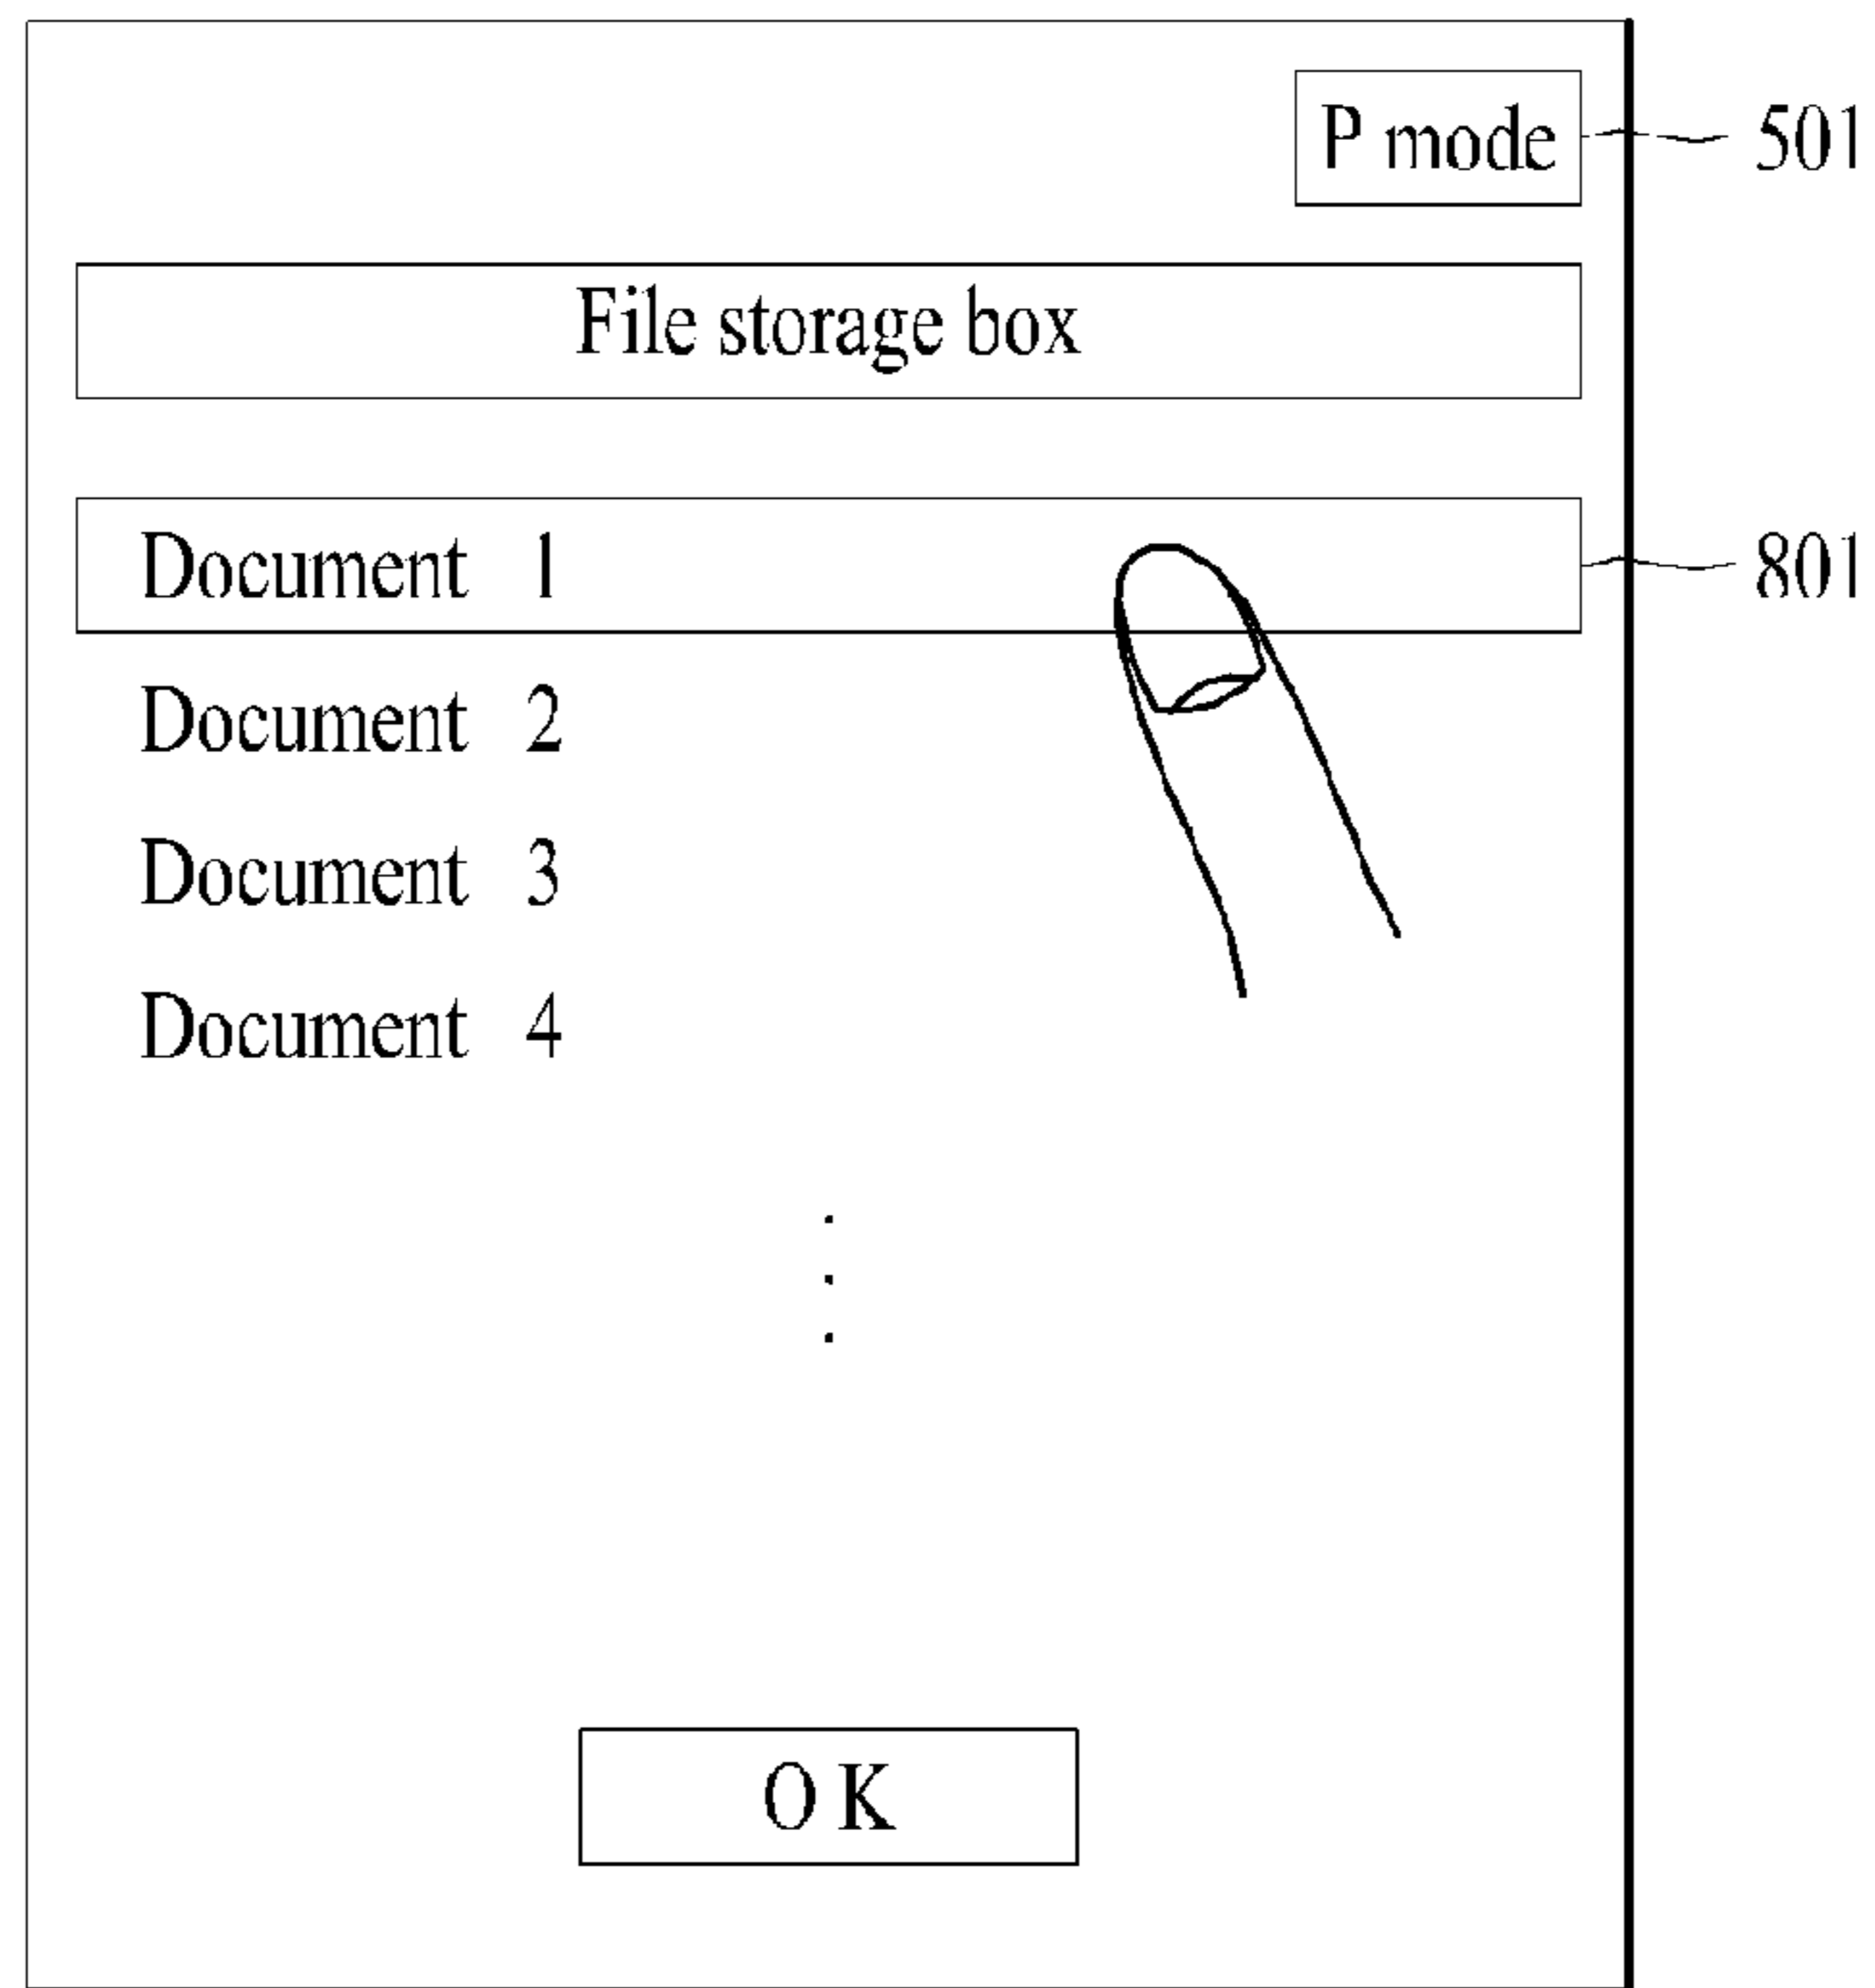 P mode 501
File storage box
Document 1 801
Document 2
Document 3
Document 4
OK